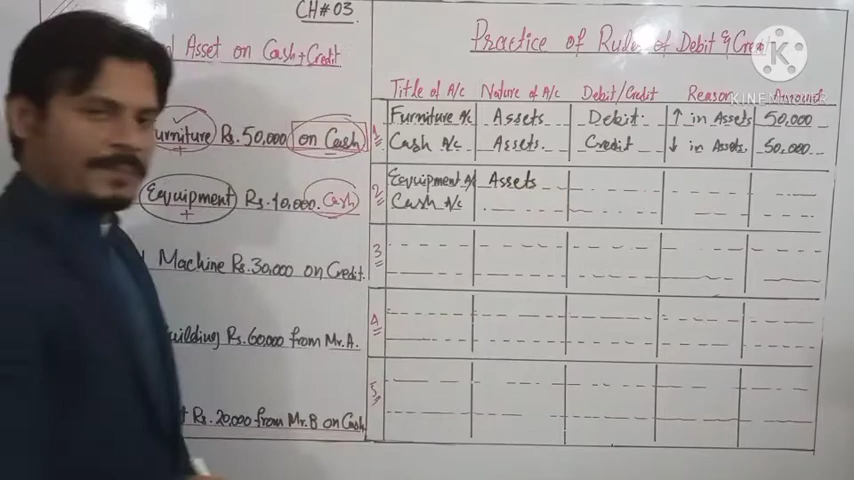 CH# 03
Asset on Cash + Credit
Practice of Rules of Debit & Credit
K
KINEMASTER
urniture Rs. 50,000 on Cash
Equipment Rs. 10,000. Cash
Machine Rs. 30,000 on Credit.
uilding Rs. 60,000 from Mr. A.
Rs. 20,000 from Mr. B on Cash.
Title of A/c Nature of A/c Debit/Credit Reason Amount
1 Furniture A/c Assets Debit ↑ in Assets 50,000
Cash A/c Assets. Credit ↓ in Assets. 50,000
2 Equipment A/c Assets
Cash A/c
3
4
5